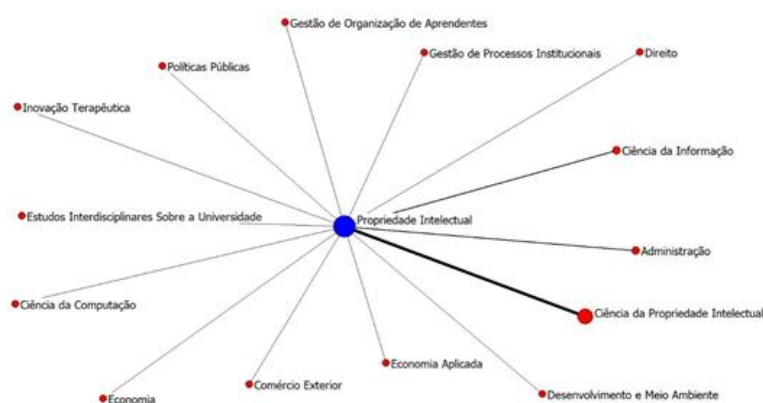 Gestão de Organização de Aprendentes
Gestão de Processos Institucionais
Direito
Políticas Públicas
Inovação Terapêutica
Ciência da Informação
Estudos Interdisciplinares Sobre a Universidade
Propriedade Intelectual
Administração
Ciência da Computação
Ciência da Propriedade Intelectual
Economia Aplicada
Comércio Exterior
Desenvolvimento e Meio Ambiente
Economia